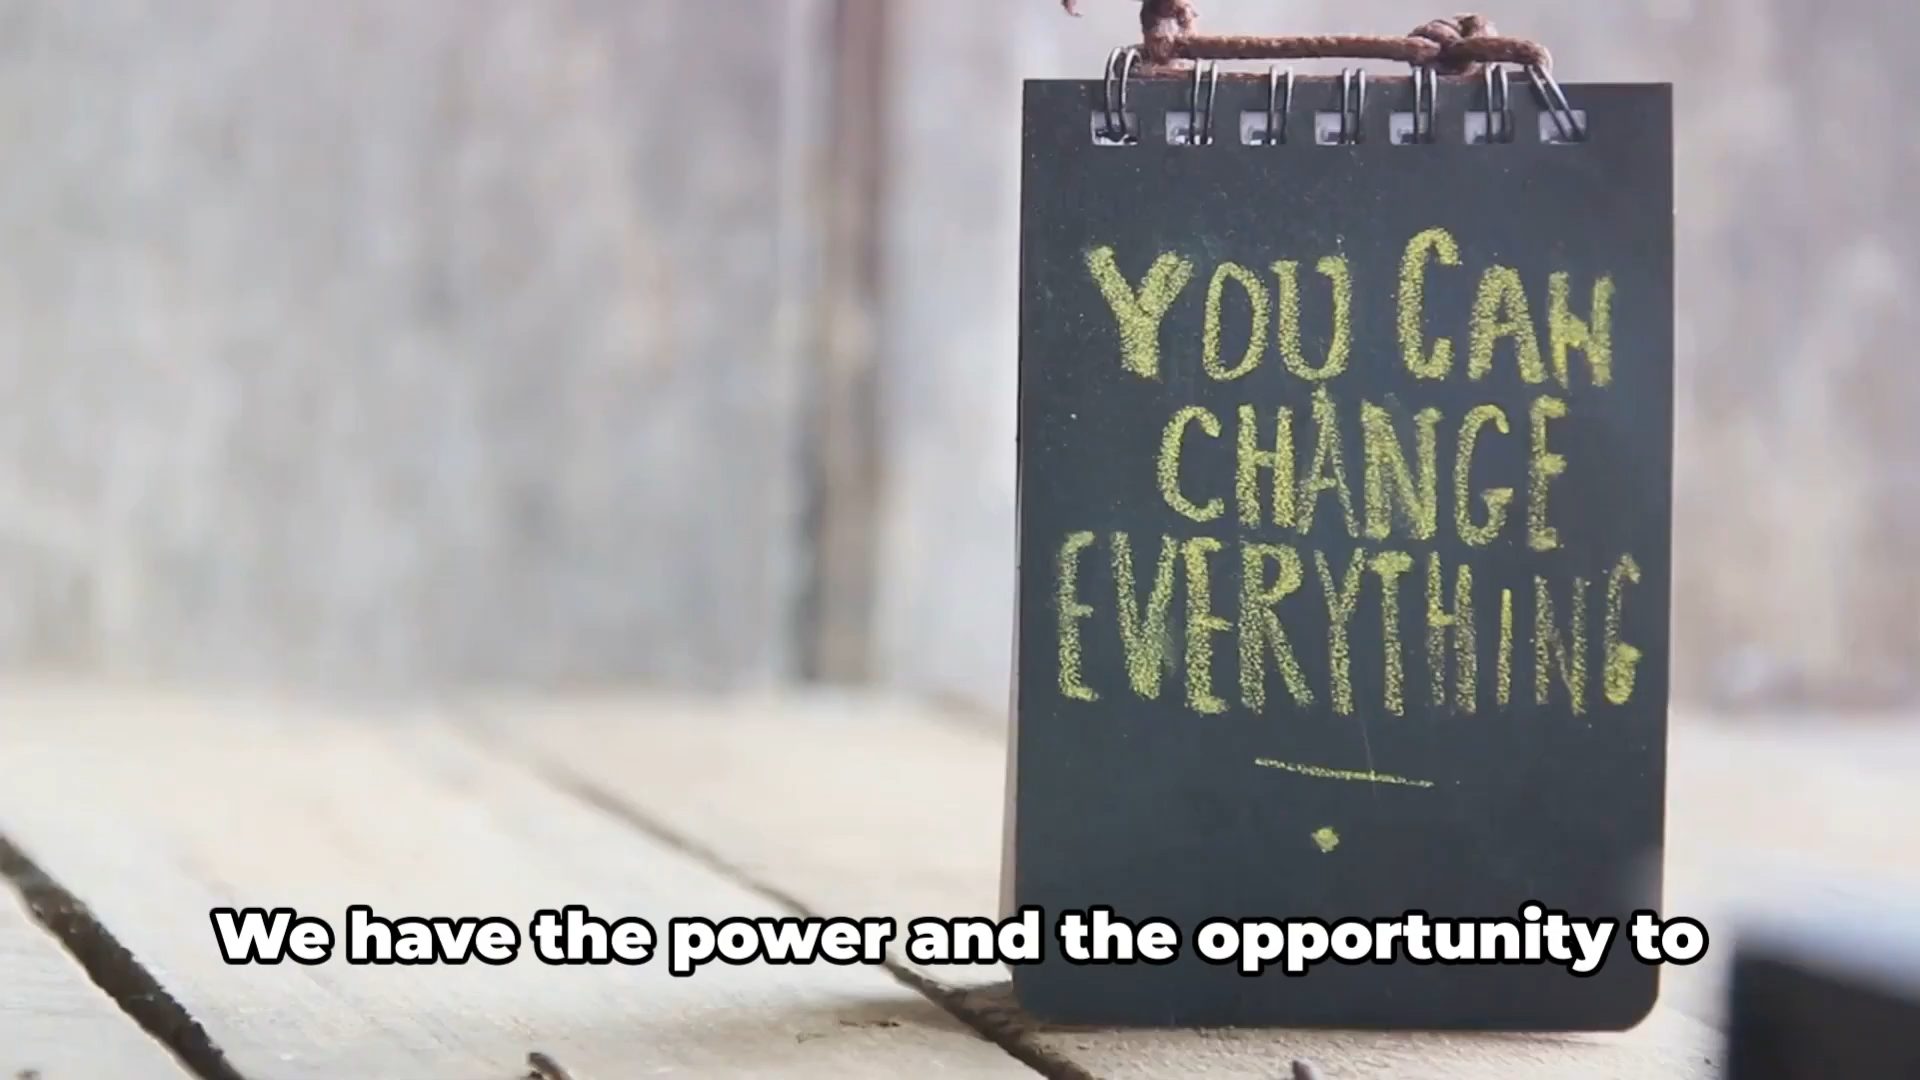 YOU CAN
CHANGE
EVERYTHING
We have the power and the opportunity to